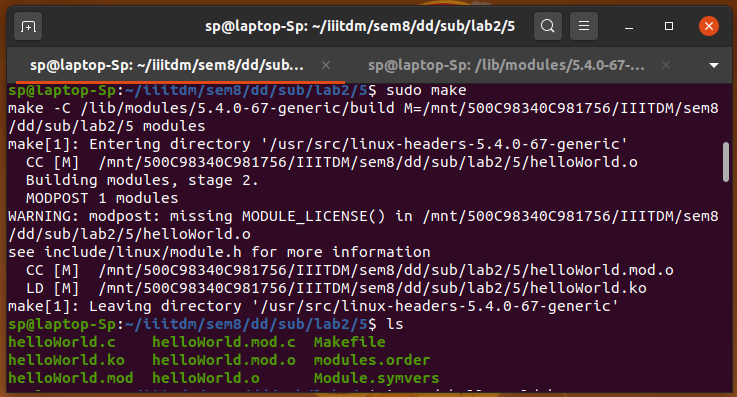 sp@laptop-Sp: ~/iiitdm/sem8/dd/sub/lab2/5
sp@laptop-Sp: ~/iiitdm/sem8/dd/sub... × sp@laptop-Sp: /lib/modules/5.4.0-67-... ×
sp@laptop-Sp:~/iiitdm/sem8/dd/sub/lab2/5$ sudo make
make -C /lib/modules/5.4.0-67-generic/build M=/mnt/500C98340C981756/IIITDM/sem8
/dd/sub/lab2/5 modules
make[1]: Entering directory '/usr/src/linux-headers-5.4.0-67-generic'
  CC [M]  /mnt/500C98340C981756/IIITDM/sem8/dd/sub/lab2/5/helloWorld.o
  Building modules, stage 2.
  MODPOST 1 modules
WARNING: modpost: missing MODULE_LICENSE() in /mnt/500C98340C981756/IIITDM/sem8
/dd/sub/lab2/5/helloWorld.o
see include/linux/module.h for more information
  CC [M]  /mnt/500C98340C981756/IIITDM/sem8/dd/sub/lab2/5/helloWorld.mod.o
  LD [M]  /mnt/500C98340C981756/IIITDM/sem8/dd/sub/lab2/5/helloWorld.ko
make[1]: Leaving directory '/usr/src/linux-headers-5.4.0-67-generic'
sp@laptop-Sp:~/iiitdm/sem8/dd/sub/lab2/5$ ls
helloWorld.c    helloWorld.mod.c  Makefile
helloWorld.ko   helloWorld.mod.o  modules.order
helloWorld.mod  helloWorld.o      Module.symvers